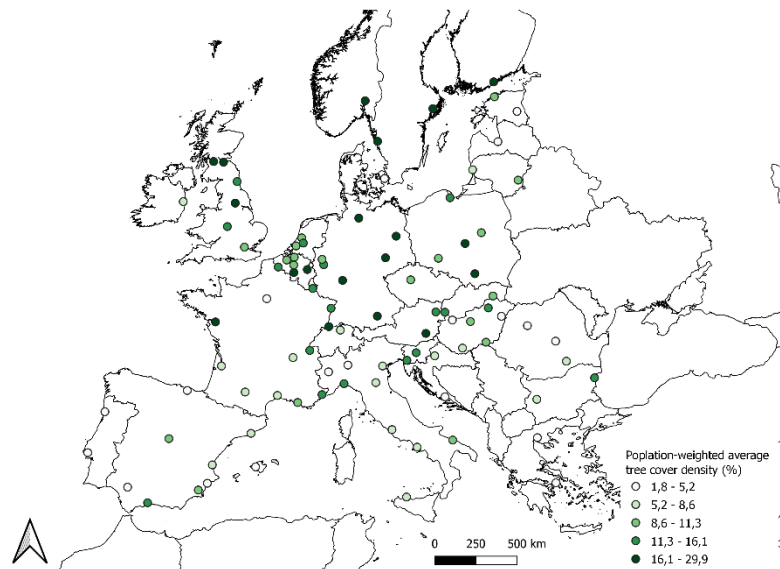 Poplation-weighted average
tree cover density (%)
1,8 - 5,2
5,2 - 8,6
8,6 - 11,3
11,3 - 16,1
16,1 - 29,9
0 250 500 km